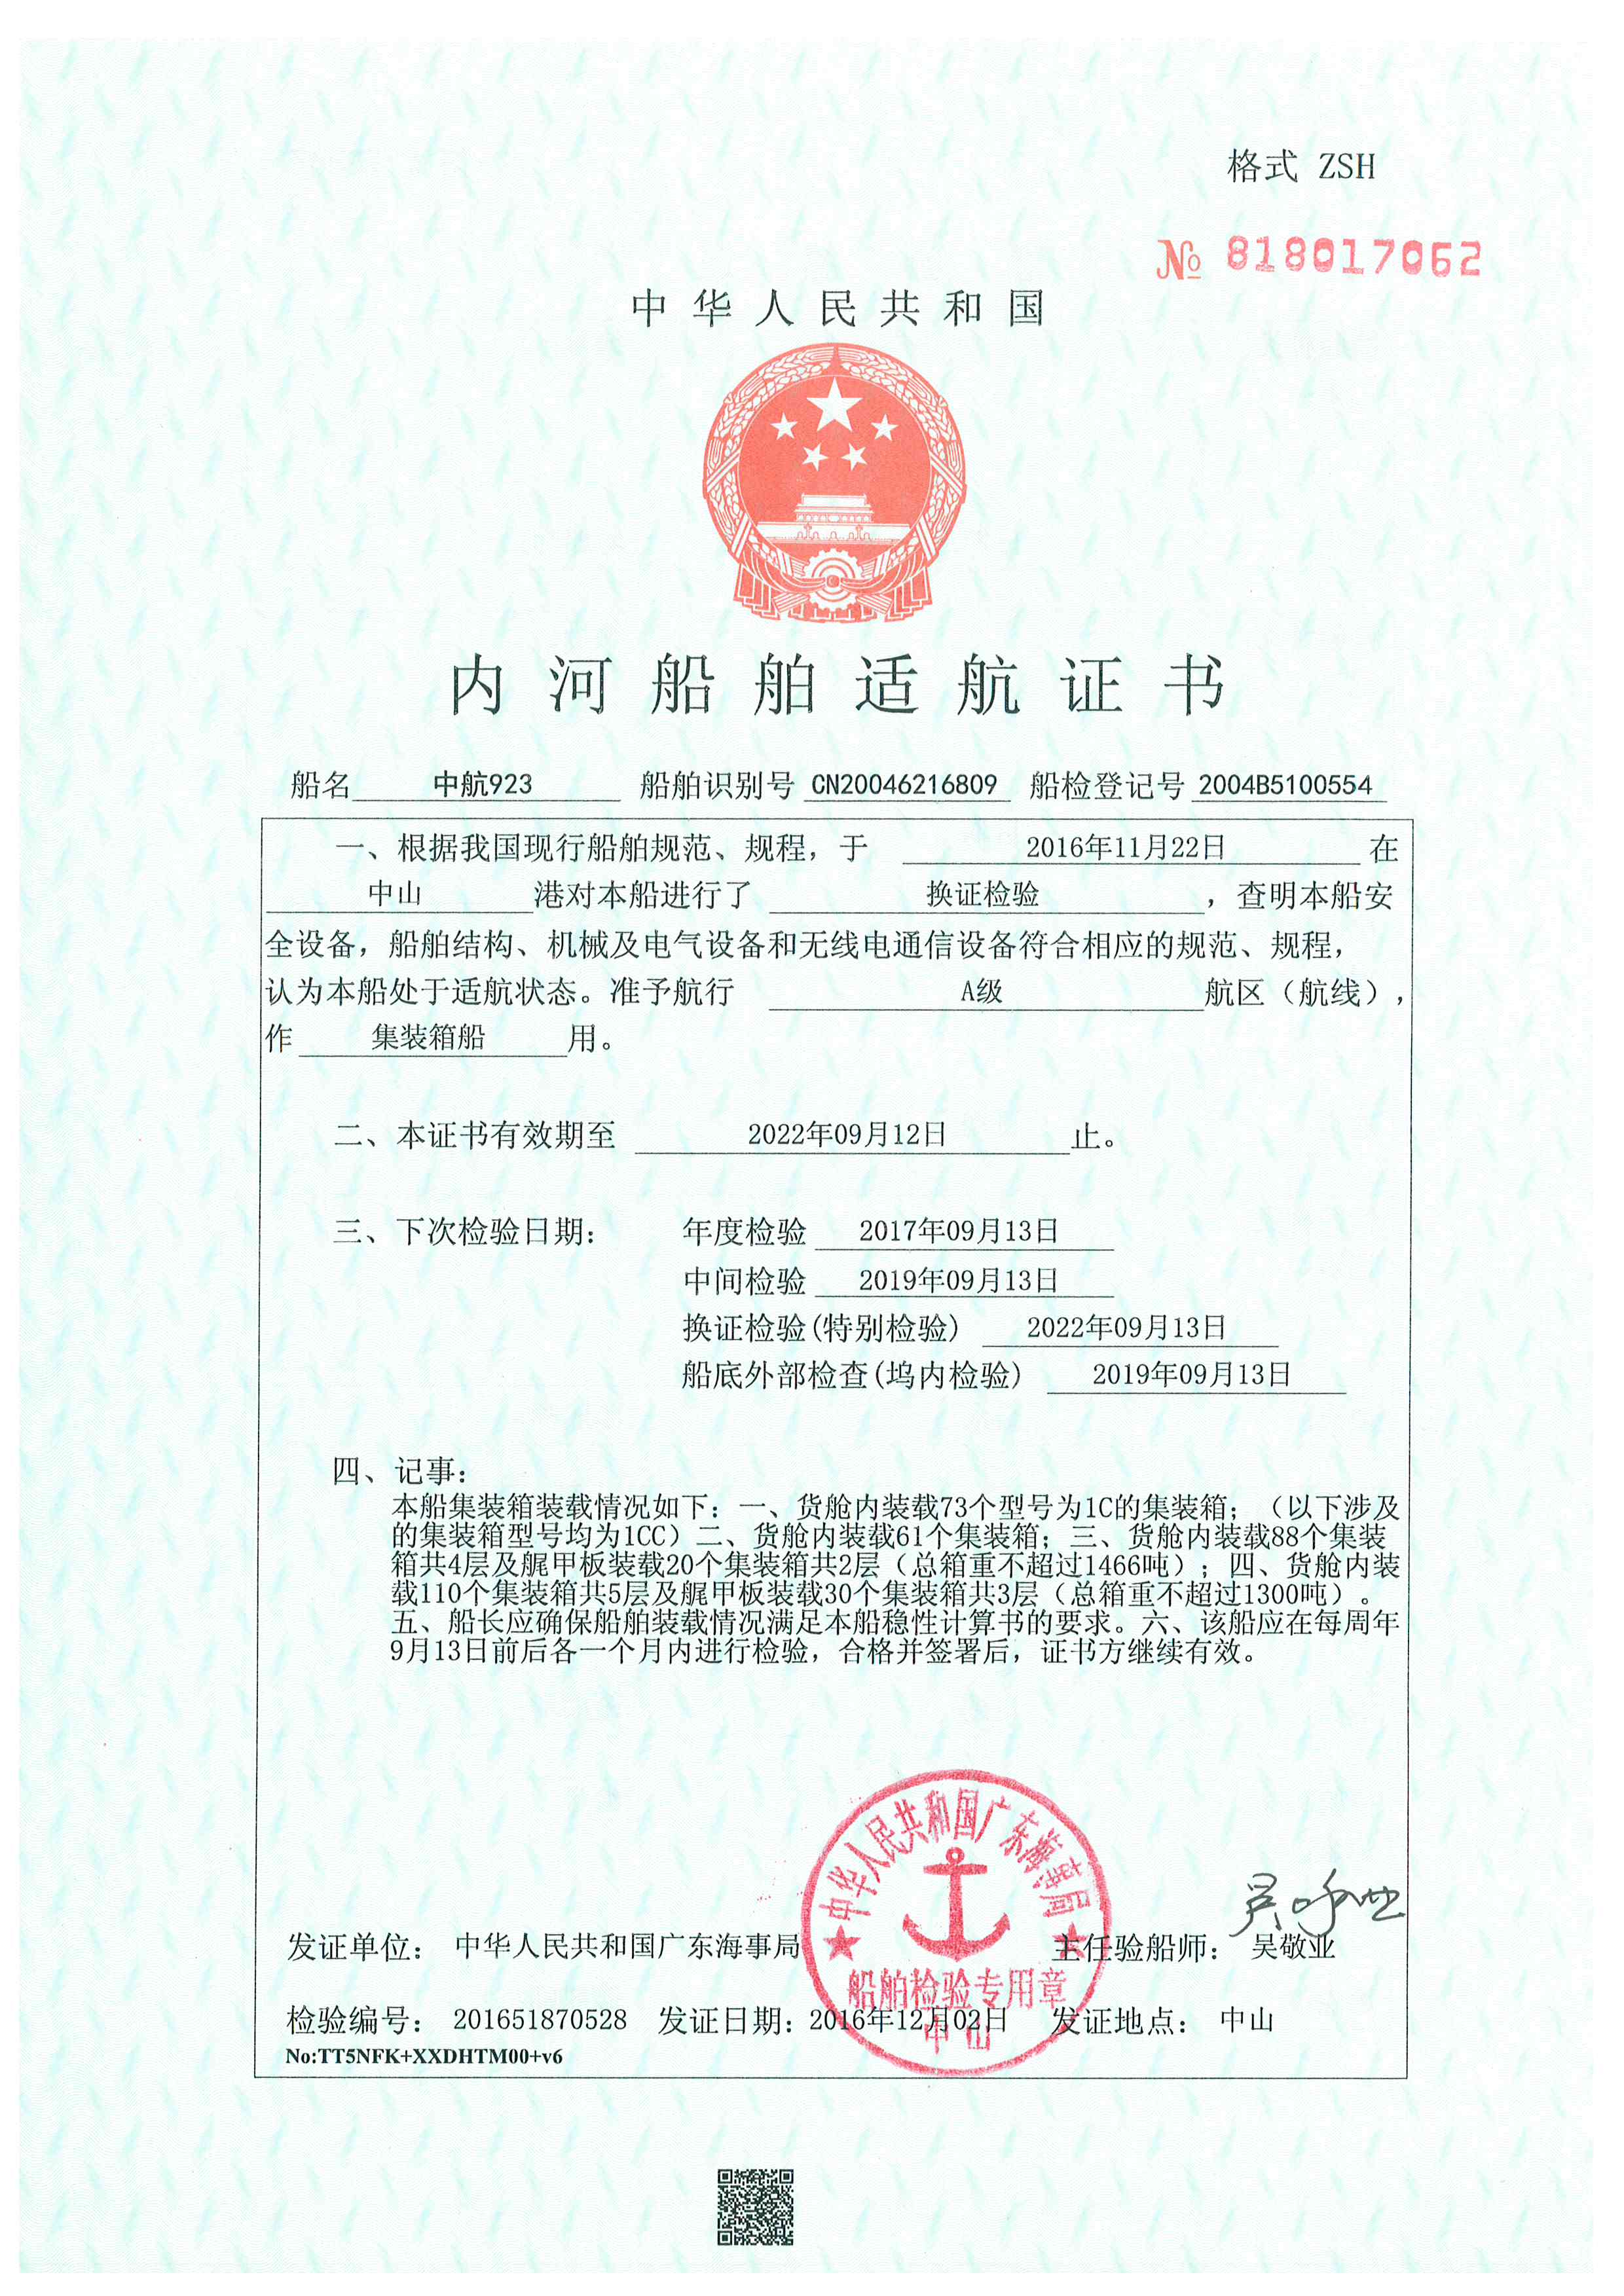 格式 ZSH
№ 818017062
中华人民共和国
内河船舶适航证书
船名 中航923 船舶识别号 CN20046216809 船检登记号 2004B5100554
一、根据我国现行船舶规范、规程，于 2016年11月22日 在
中山 港对本船进行了 换证检验 ，查明本船安
全设备，船舶结构、机械及电气设备和无线电通信设备符合相应的规范、规程，
认为本船处于适航状态。准予航行 A级 航区（航线），
作 集装箱船 用。
二、本证书有效期至 2022年09月12日 止。
三、下次检验日期： 年度检验 2017年09月13日
中间检验 2019年09月13日
换证检验(特别检验) 2022年09月13日
船底外部检查(坞内检验) 2019年09月13日
四、记事：
本船集装箱装载情况如下：一、货舱内装载73个型号为1C的集装箱；（以下涉及
的集装箱型号均为1CC）二、货舱内装载61个集装箱；三、货舱内装载88个集装
箱共4层及艉甲板装载20个集装箱共2层（总箱重不超过1466吨）；四、货舱内装
载110个集装箱共5层及艉甲板装载30个集装箱共3层（总箱重不超过1300吨）。
五、船长应确保船舶装载情况满足本船稳性计算书的要求。六、该船应在每周年
9月13日前后各一个月内进行检验，合格并签署后，证书方继续有效。
中华人民共和国广东海事局
船舶检验专用章
中山
吴敬业
发证单位： 中华人民共和国广东海事局 主任验船师： 吴敬业
检验编号： 201651870528 发证日期：2016年12月02日 发证地点： 中山
No:TT5NFK+XXDHTM00+v6